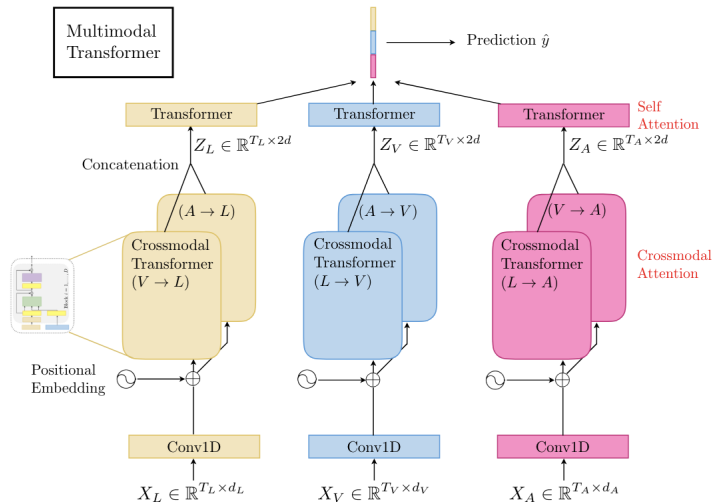 Multimodal
Transformer
Prediction ŷ
Transformer
Transformer
Transformer
Self
Attention
Z_L ∈ ℝ^{T_L×2d}
Z_V ∈ ℝ^{T_V×2d}
Z_A ∈ ℝ^{T_A×2d}
Concatenation
(A → L)
(A → V)
(V → A)
Crossmodal
Transformer
(V → L)
Crossmodal
Transformer
(L → V)
Crossmodal
Transformer
(L → A)
Crossmodal
Attention
Positional
Embedding
Conv1D
Conv1D
Conv1D
X_L ∈ ℝ^{T_L×d_L}
X_V ∈ ℝ^{T_V×d_V}
X_A ∈ ℝ^{T_A×d_A}